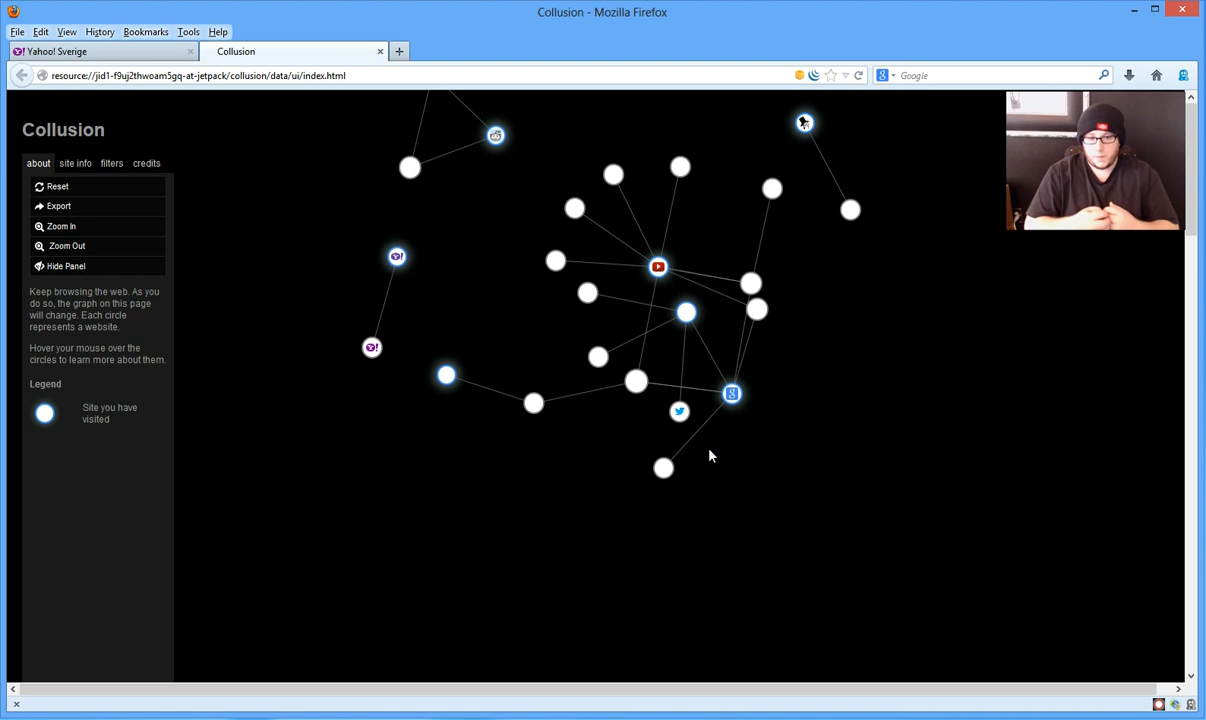 Collusion - Mozilla Firefox
File Edit View History Bookmarks Tools Help
Y! Yahoo! Sverige × Collusion × +
resource://jid1-f9uj2thwoam5gq-at-jetpack/collusion/data/ui/index.html
8 Google
Collusion
about site info filters credits
Reset
Export
Zoom In
Zoom Out
Hide Panel
Keep browsing the web. As you
do so, the graph on this page
will change. Each circle
represents a website.
Hover your mouse over the
circles to learn more about them.
Legend
Site you have
visited
Y!
Y!
8